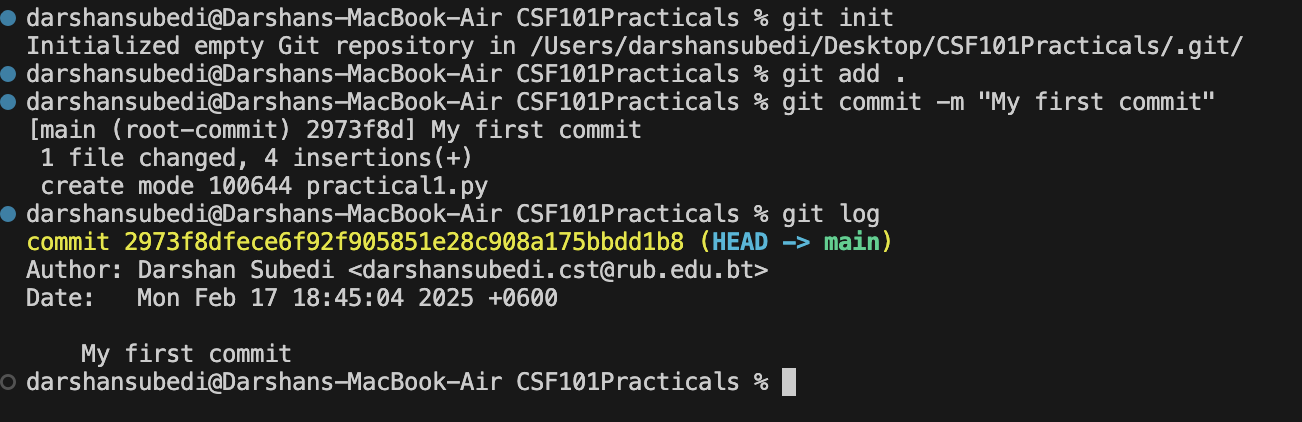 darshansubedi@Darshans-MacBook-Air CSF101Practicals % git init
Initialized empty Git repository in /Users/darshansubedi/Desktop/CSF101Practicals/.git/
darshansubedi@Darshans-MacBook-Air CSF101Practicals % git add .
darshansubedi@Darshans-MacBook-Air CSF101Practicals % git commit -m "My first commit"
[main (root-commit) 2973f8d] My first commit
 1 file changed, 4 insertions(+)
 create mode 100644 practical1.py
darshansubedi@Darshans-MacBook-Air CSF101Practicals % git log
commit 2973f8dfece6f92f905851e28c908a175bbdd1b8 (HEAD -> main)
Author: Darshan Subedi <darshansubedi.cst@rub.edu.bt>
Date:   Mon Feb 17 18:45:04 2025 +0600
    My first commit
darshansubedi@Darshans-MacBook-Air CSF101Practicals %